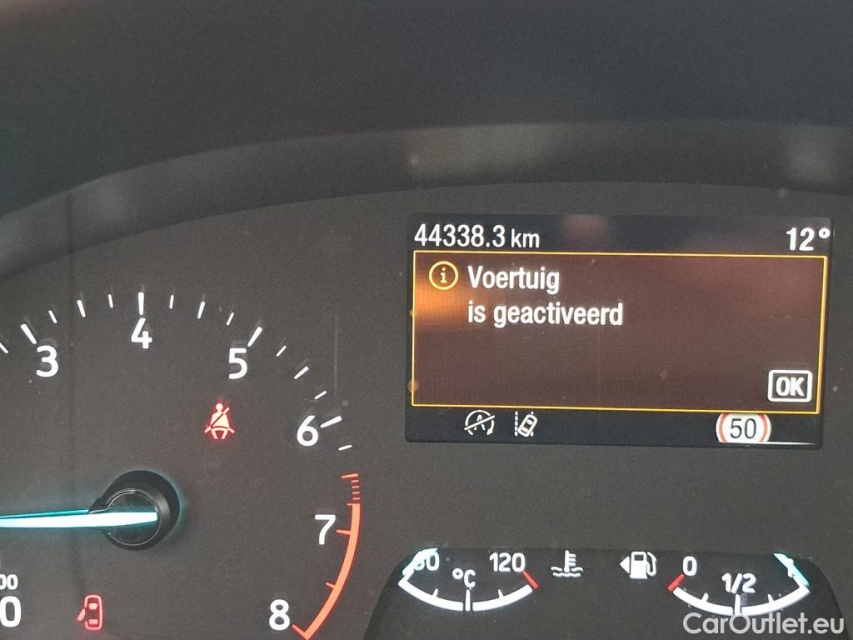 44338.3 km 12°
Voertuig
is geactiveerd
OK
50
3 4 5 6 7 8
120 °C
0 1/2
CarOutlet.eu